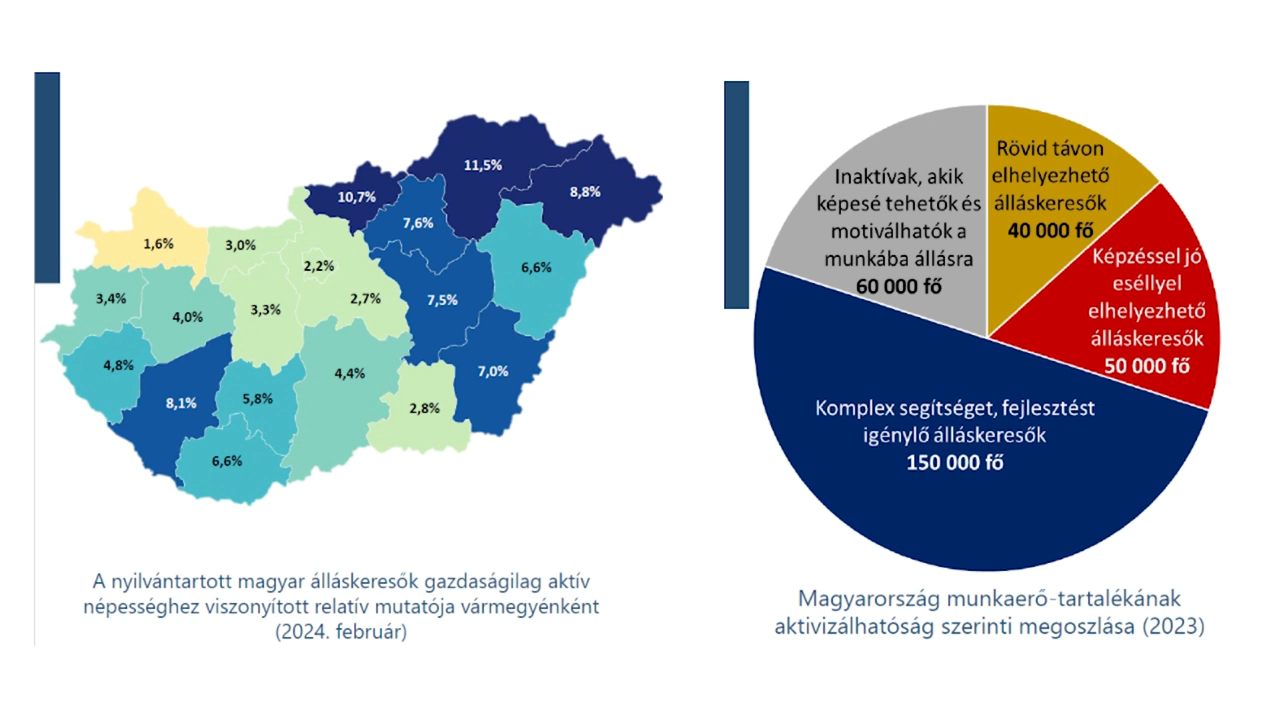 11,5%
10,7%
8,8%
7,6%
1,6%
3,0%
2,2%
6,6%
3,4%
4,0%
3,3%
2,7%
7,5%
4,8%
8,1%
5,8%
4,4%
2,8%
7,0%
6,6%
A nyilvántartott magyar álláskeresők gazdaságilag aktív
népességhez viszonyított relatív mutatója vármegyénként
(2024. február)
Rövid távon
elhelyezhető
álláskeresők
40 000 fő
Képzéssel jó
eséllyel
elhelyezhető
álláskeresők
50 000 fő
Komplex segítséget, fejlesztést
igénylő álláskeresők
150 000 fő
Inaktívak, akik
képesé tehetők és
motiválhatók a
munkába állásra
60 000 fő
Magyarország munkaerő-tartalékának
aktivizálhatóság szerinti megoszlása (2023)